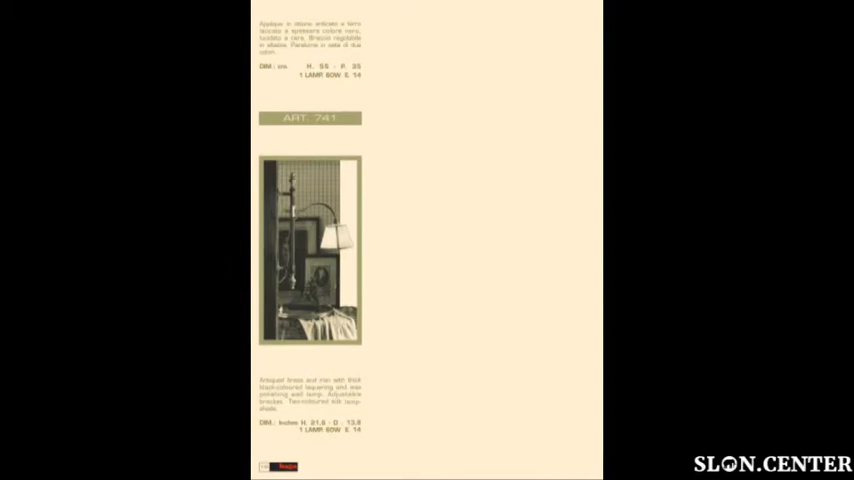 Applique in ottone anticato e ferro
laccato a spessore colore nero,
lucidato a cera. Braccio regolabile
in altezza. Paralume in seta di due
colori.
DIM.: cm. H. 55 - P. 35
1 LAMP. 60W E 14
ART. 741
Antiqued brass and iron with thick
black-coloured laquering and wax
polishing wall lamp. Adjustable
bracket. Two-coloured silk lamp-
shade.
DIM.: inches H. 21,6 - D - 13,8
1 LAMP. 60W E 14
SLON.CENTER